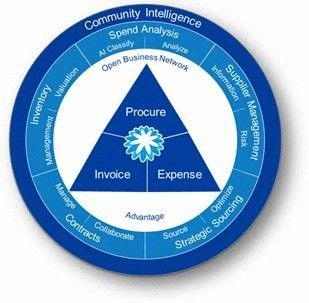 Community Intelligence
Spend Analysis
AI Classify
Analyze
Open Business Network
Inventory
Valuation
Management
Supplier Management
Information
Risk
Procure
Invoice
Expense
Advantage
Contracts
Manage
Collaborate
Strategic Sourcing
Source
Optimize